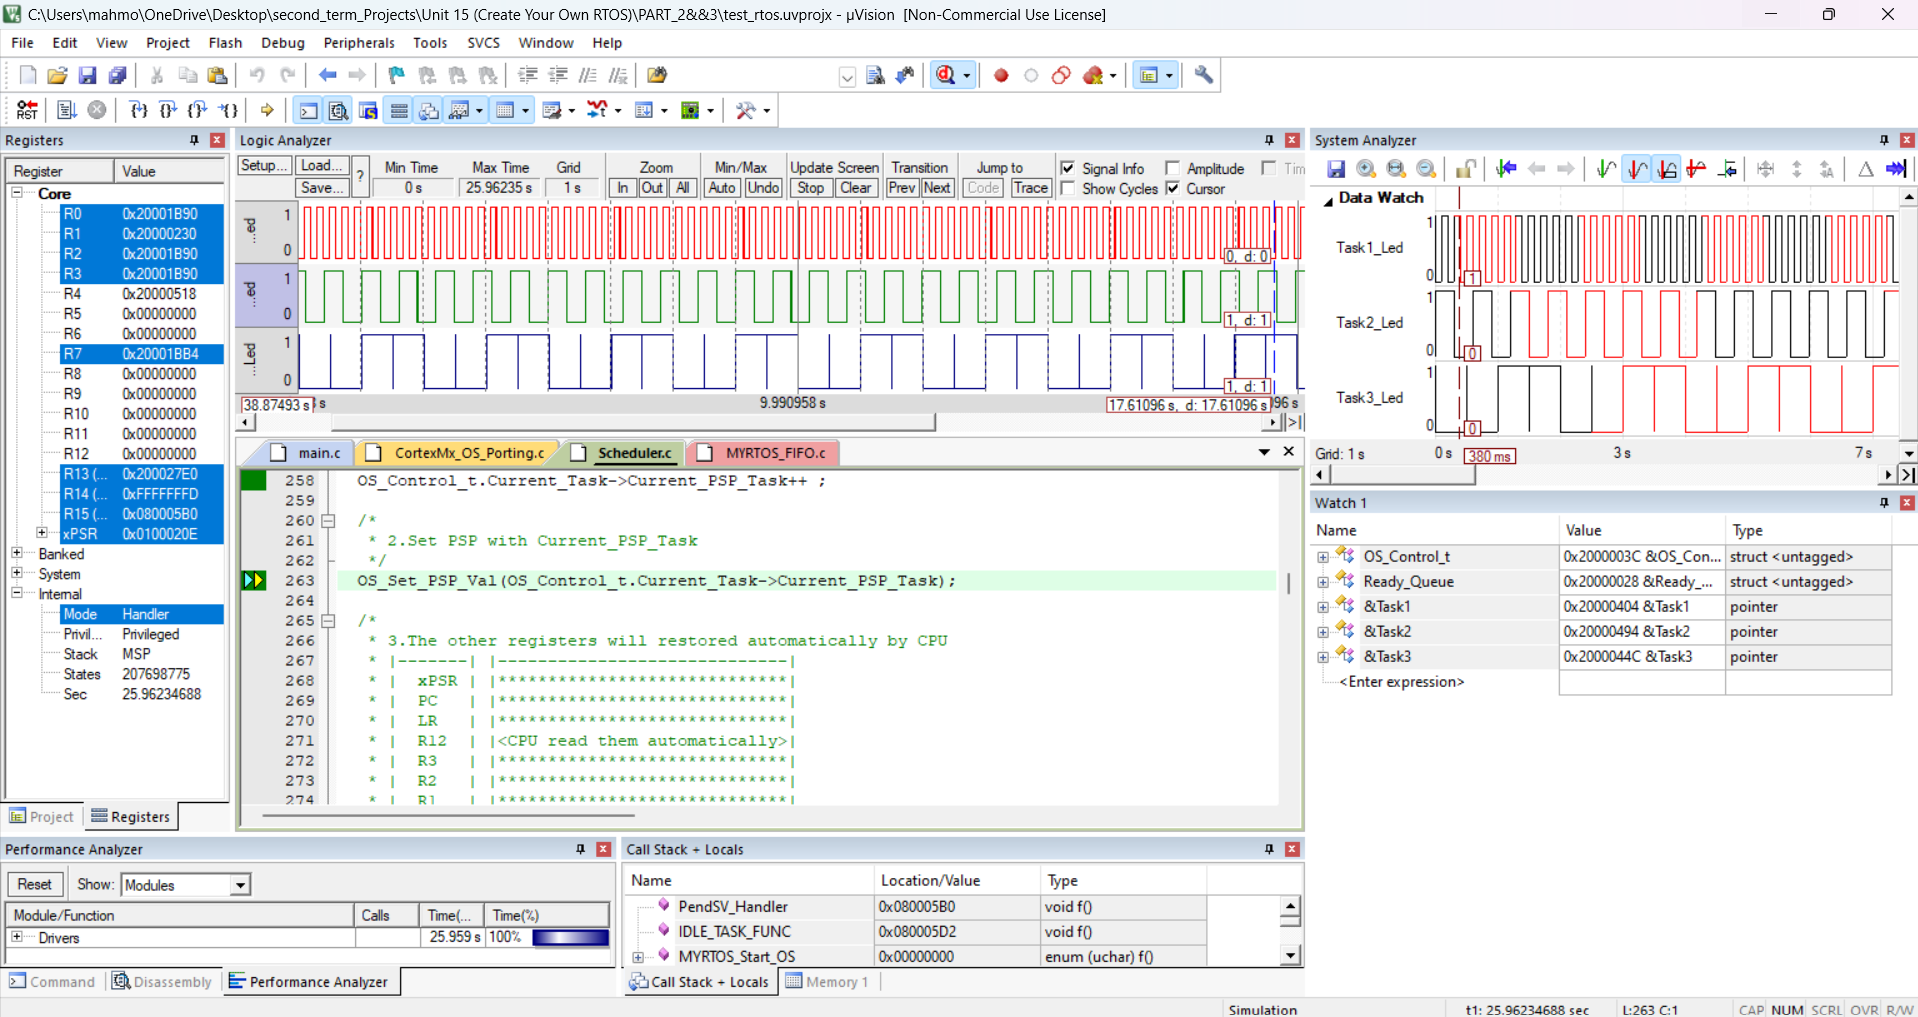 C:\Users\mahmo\OneDrive\Desktop\second_term_Projects\Unit 15 (Create Your Own RTOS)\PART_2&&3\test_rtos.uvprojx - µVision [Non-Commercial Use License]
File Edit View Project Flash Debug Peripherals Tools SVCS Window Help
RST
Registers
Register Value
Core
R0 0x20001B90
R1 0x20000230
R2 0x20001B90
R3 0x20001B90
R4 0x20000518
R5 0x00000000
R6 0x00000000
R7 0x20001BB4
R8 0x00000000
R9 0x00000000
R10 0x00000000
R11 0x00000000
R12 0x00000000
R13 (... 0x200027E0
R14 (... 0xFFFFFFFD
R15 (... 0x080005B0
xPSR 0x0100020E
Banked
System
Internal
Mode Handler
Privil... Privileged
Stack MSP
States 207698775
Sec 25.96234688
Project Registers
Logic Analyzer
Setup... Load... Save... ?
Min Time Max Time Grid Zoom Min/Max Update Screen Transition Jump to
0 s 25.96235 s 1 s In Out All Auto Undo Stop Clear Prev Next Code Trace
Signal Info Amplitude Tim
Show Cycles Cursor
...ed 1 0
0, d: 0
...ed 1 0
1, d: 1
...Led 1 0
1, d: 1
38.87493 s s 9.990958 s 17.61096 s, d: 17.61096 s 96 s
main.c CortexMx_OS_Porting.c Scheduler.c MYRTOS_FIFO.c
258 OS_Control_t.Current_Task->Current_PSP_Task++ ;
259
260 /*
261 * 2.Set PSP with Current_PSP_Task
262 */
263 OS_Set_PSP_Val(OS_Control_t.Current_Task->Current_PSP_Task);
264
265 /*
266 * 3.The other registers will restored automatically by CPU
267 * |-------| |-----------------------------|
268 * | xPSR | |*****************************|
269 * | PC | |*****************************|
270 * | LR | |*****************************|
271 * | R12 | |<CPU read them automatically>|
272 * | R3 | |*****************************|
273 * | R2 | |*****************************|
274 * | R1 | |*****************************|
System Analyzer
Data Watch
Task1_Led 1 0 1
Task2_Led 1 0 0
Task3_Led 1 0 0
Grid: 1 s 0 s 380 ms 3 s 7 s
Watch 1
Name Value Type
OS_Control_t 0x2000003C &OS_Con... struct <untagged>
Ready_Queue 0x20000028 &Ready_... struct <untagged>
&Task1 0x20000404 &Task1 pointer
&Task2 0x20000494 &Task2 pointer
&Task3 0x2000044C &Task3 pointer
<Enter expression>
Performance Analyzer
Reset Show: Modules
Module/Function Calls Time(... Time(%)
Drivers 25.959 s 100%
Command Disassembly Performance Analyzer
Call Stack + Locals
Name Location/Value Type
PendSV_Handler 0x080005B0 void f()
IDLE_TASK_FUNC 0x080005D2 void f()
MYRTOS_Start_OS 0x00000000 enum (uchar) f()
Call Stack + Locals Memory 1
Simulation t1: 25.96234688 sec L:263 C:1 CAP NUM SCRL OVR R/W